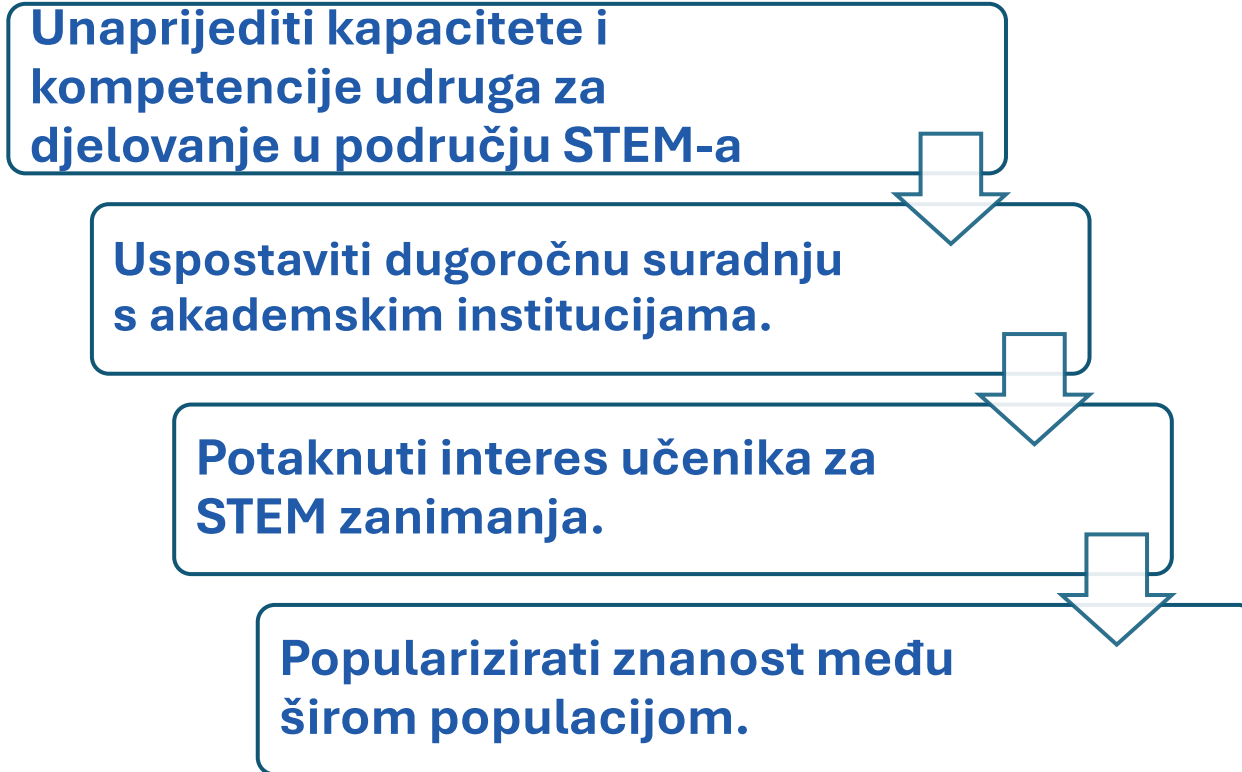 Unaprijediti kapacitete i
kompetencije udruga za
djelovanje u području STEM-a
Uspostaviti dugoročnu suradnju
s akademskim institucijama.
Potaknuti interes učenika za
STEM zanimanja.
Popularizirati znanost među
širom populacijom.